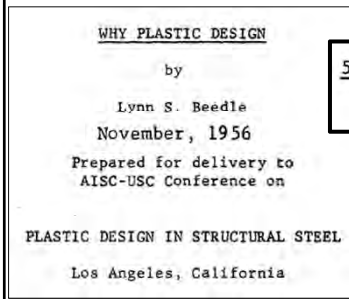 WHY PLASTIC DESIGN
by
Lynn S. Beedle
November, 1956
Prepared for delivery to
AISC-USC Conference on
PLASTIC DESIGN IN STRUCTURAL STEEL
Los Angeles, California
5